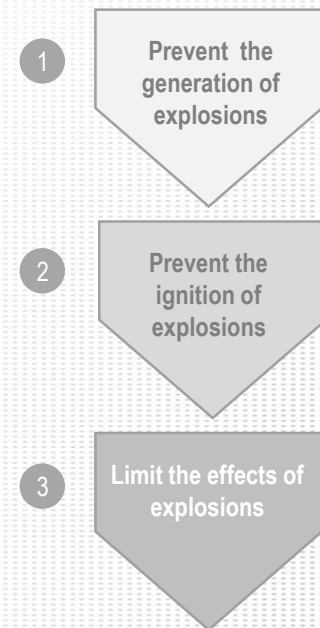 1
Prevent the
generation of
explosions
2
Prevent the
ignition of
explosions
3
Limit the effects of
explosions